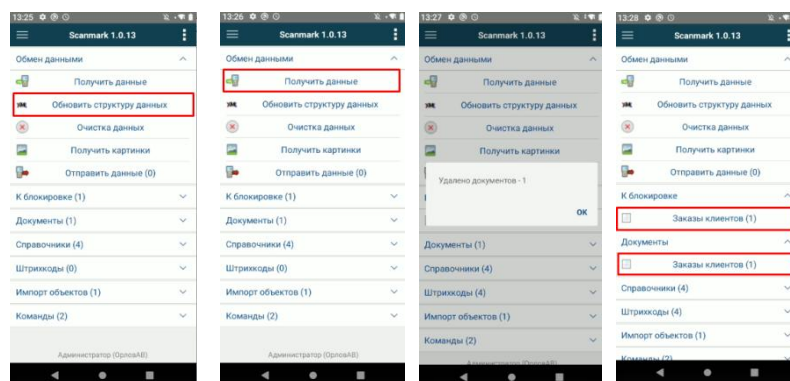 13:25
Scanmark 1.0.13
Обмен данными
Получить данные
Обновить структуру данных
Очистка данных
Получить картинки
Отправить данные (0)
К блокировке (1)
Документы (1)
Справочники (4)
Штрихкоды (0)
Импорт объектов (1)
Команды (2)
Администратор (ОрловАВ)
13:26
Scanmark 1.0.13
Обмен данными
Получить данные
Обновить структуру данных
Очистка данных
Получить картинки
Отправить данные (0)
К блокировке (1)
Документы (1)
Справочники (4)
Штрихкоды (0)
Импорт объектов (1)
Команды (2)
Администратор (ОрловАВ)
13:27
Scanmark 1.0.13
Обмен данными
Получить данные
Обновить структуру данных
Очистка данных
Получить картинки
Удалено документов - 1
ОК
Документы (1)
Справочники (4)
Штрихкоды (4)
Импорт объектов (1)
Команды (2)
Администратор (ОрловАВ)
13:28
Scanmark 1.0.13
Обмен данными
Получить данные
Обновить структуру данных
Очистка данных
Получить картинки
Отправить данные (0)
К блокировке
Заказы клиентов (1)
Документы
Заказы клиентов (1)
Справочники (4)
Штрихкоды (4)
Импорт объектов (1)
Команды (2)